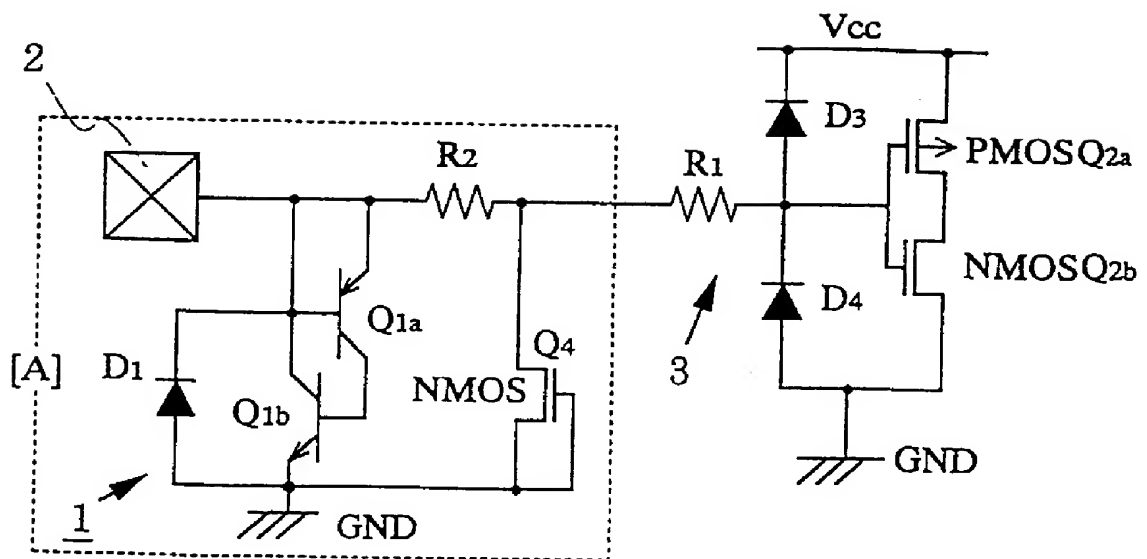 Vcc
2
D3
R2
R1
PMOSQ2a
NMOSQ2b
Q1a
D4
[A]
D1
Q4
3
NMOS
Q1b
GND
1
GND